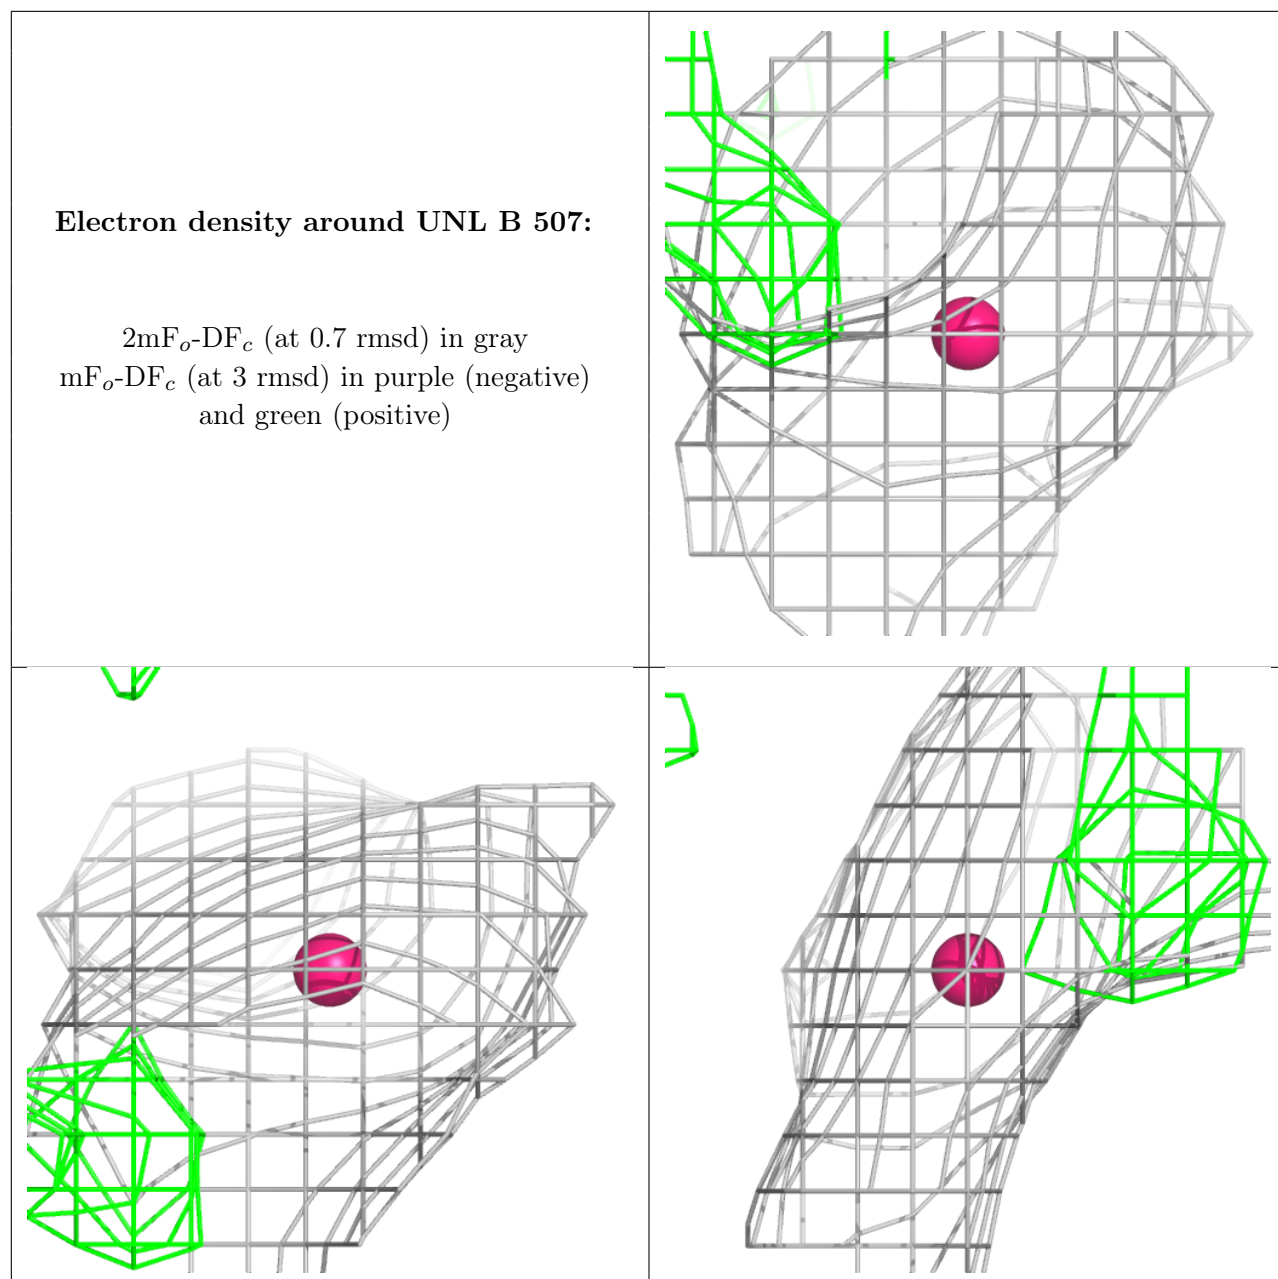 Electron density around UNL B 507:
2mFo-DFc (at 0.7 rmsd) in gray
mFo-DFc (at 3 rmsd) in purple (negative)
and green (positive)